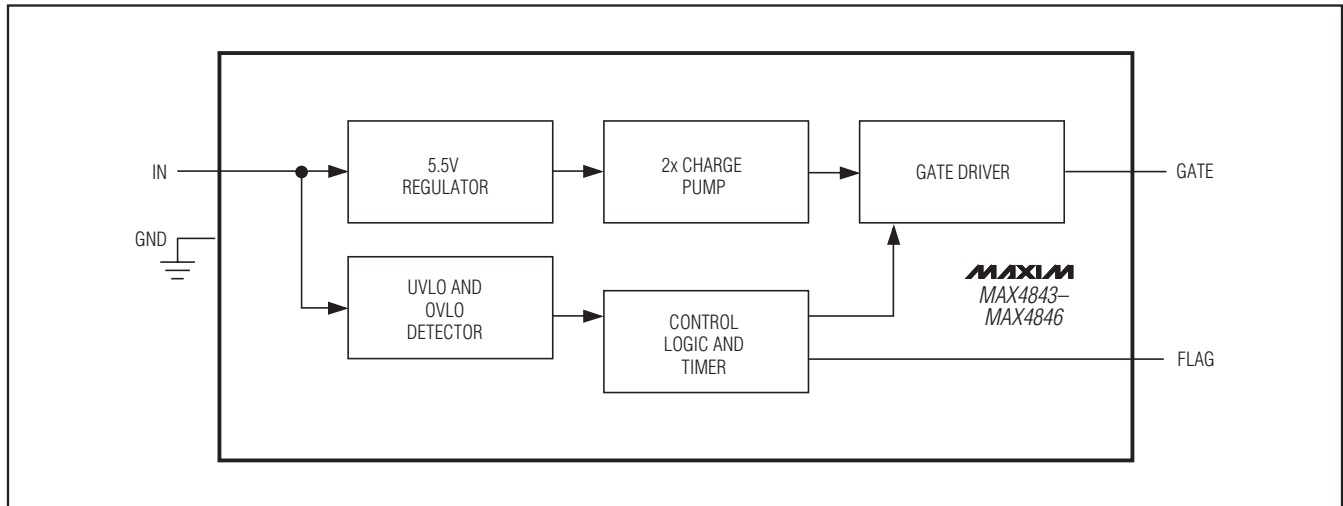 5.5V
REGULATOR
2x CHARGE
PUMP
GATE DRIVER
IN
GATE
GND
UVLO AND
OVLO
DETECTOR
CONTROL
LOGIC AND
TIMER
MAXIM
MAX4843–
MAX4846
FLAG